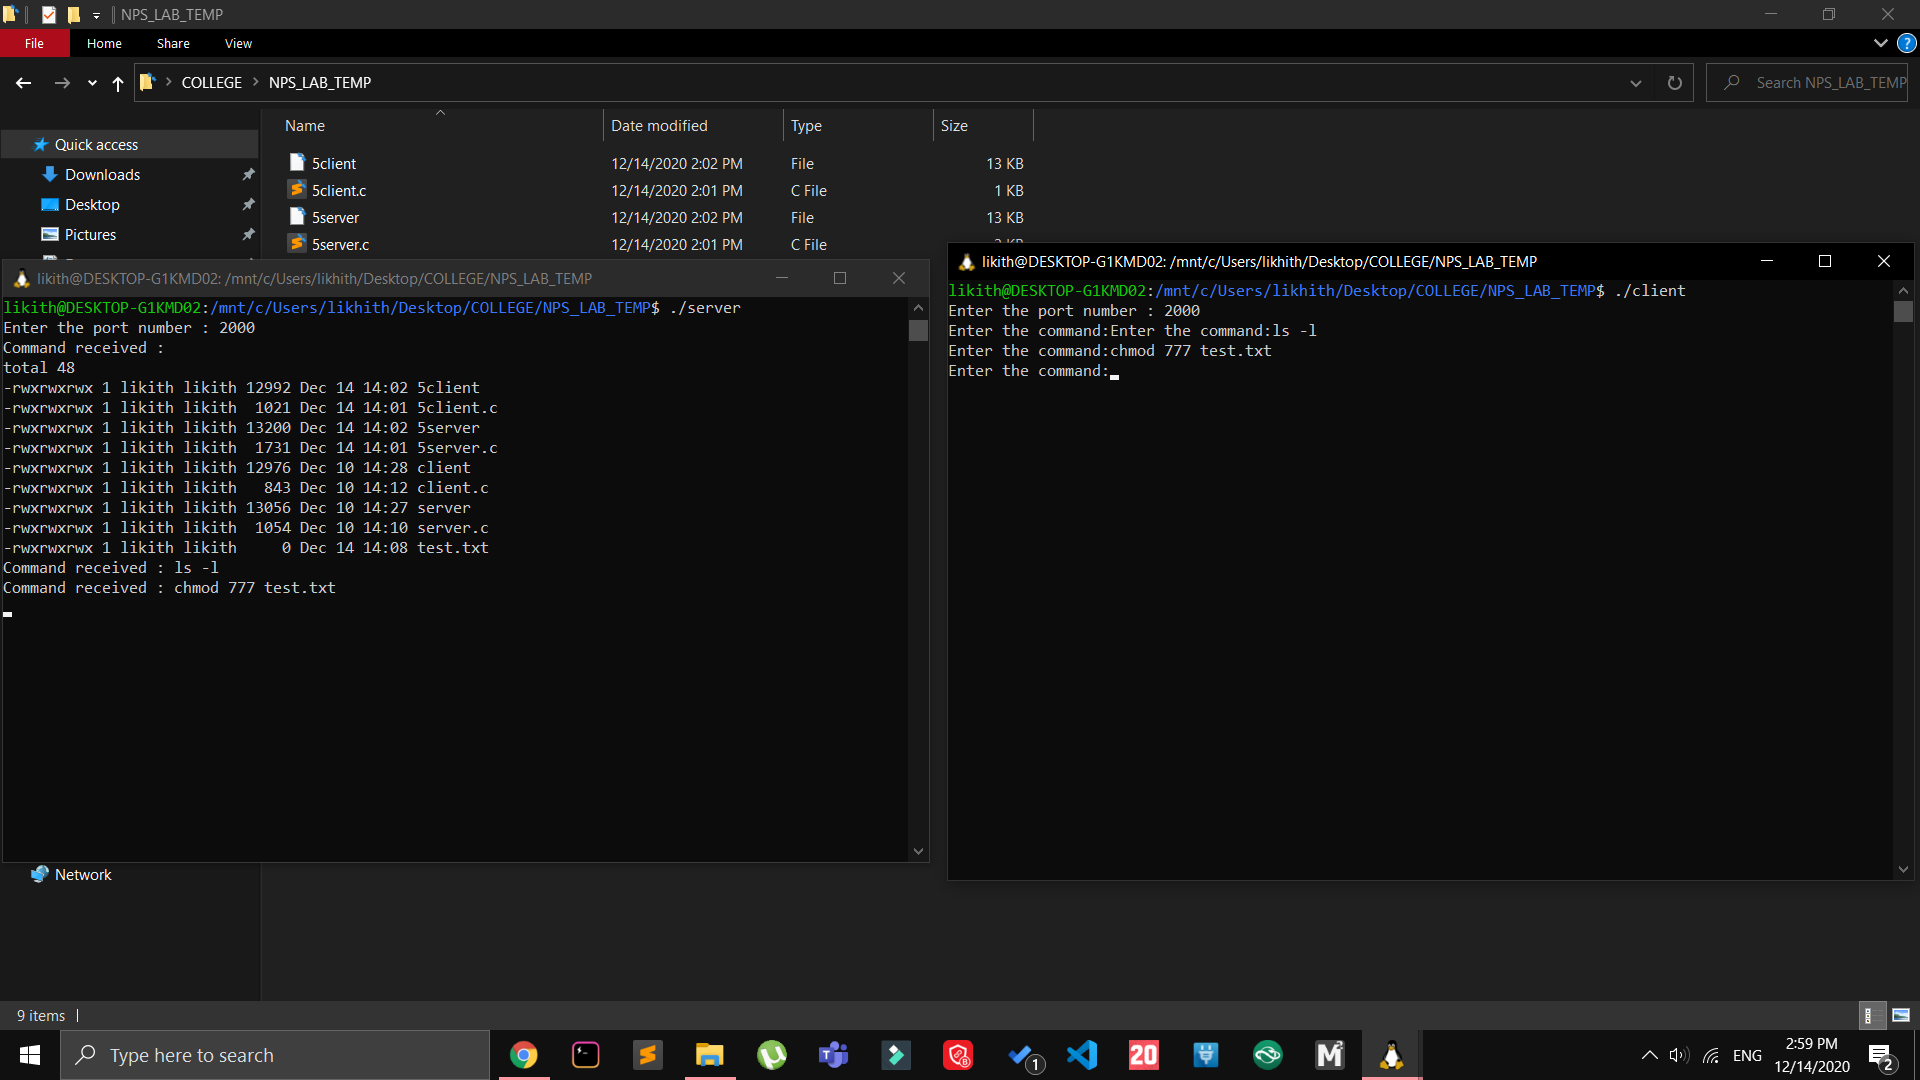 NPS_LAB_TEMP
File Home Share View
COLLEGE NPS_LAB_TEMP
Search NPS_LAB_TEMP
Name Date modified Type Size
Quick access
Downloads
Desktop
Pictures
5client 12/14/2020 2:02 PM File 13 KB
5client.c 12/14/2020 2:01 PM C File 1 KB
5server 12/14/2020 2:02 PM File 13 KB
5server.c 12/14/2020 2:01 PM C File
likith@DESKTOP-G1KMD02: /mnt/c/Users/likhith/Desktop/COLLEGE/NPS_LAB_TEMP
likith@DESKTOP-G1KMD02:/mnt/c/Users/likhith/Desktop/COLLEGE/NPS_LAB_TEMP$ ./server
Enter the port number : 2000
Command received :
total 48
-rwxrwxrwx 1 likith likith 12992 Dec 14 14:02 5client
-rwxrwxrwx 1 likith likith  1021 Dec 14 14:01 5client.c
-rwxrwxrwx 1 likith likith 13200 Dec 14 14:02 5server
-rwxrwxrwx 1 likith likith  1731 Dec 14 14:01 5server.c
-rwxrwxrwx 1 likith likith 12976 Dec 10 14:28 client
-rwxrwxrwx 1 likith likith   843 Dec 10 14:12 client.c
-rwxrwxrwx 1 likith likith 13056 Dec 10 14:27 server
-rwxrwxrwx 1 likith likith  1054 Dec 10 14:10 server.c
-rwxrwxrwx 1 likith likith     0 Dec 14 14:08 test.txt
Command received : ls -l
Command received : chmod 777 test.txt
likith@DESKTOP-G1KMD02: /mnt/c/Users/likhith/Desktop/COLLEGE/NPS_LAB_TEMP
likith@DESKTOP-G1KMD02:/mnt/c/Users/likhith/Desktop/COLLEGE/NPS_LAB_TEMP$ ./client
Enter the port number : 2000
Enter the command:Enter the command:ls -l
Enter the command:chmod 777 test.txt
Enter the command:
Network
9 items
Type here to search
1
20
M
ENG
2:59 PM
12/14/2020
2